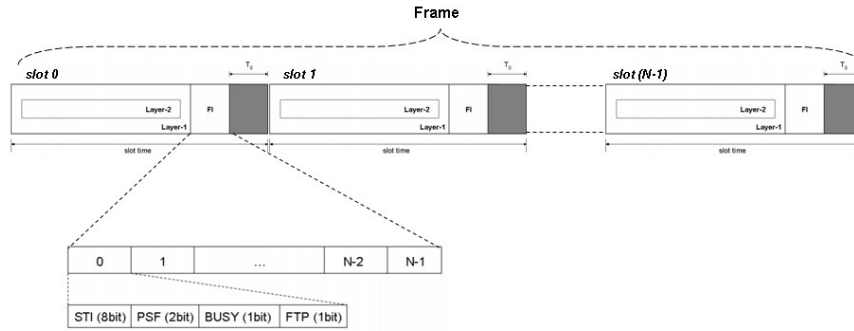 Frame
slot 0
T₀
slot 1
T₀
slot (N-1)
T₀
Layer-2
Layer-1
FI
Layer-2
Layer-1
FI
Layer-2
Layer-1
FI
slot time
slot time
slot time
0 1 ... N-2 N-1
STI (8bit) PSF (2bit) BUSY (1bit) FTP (1bit)